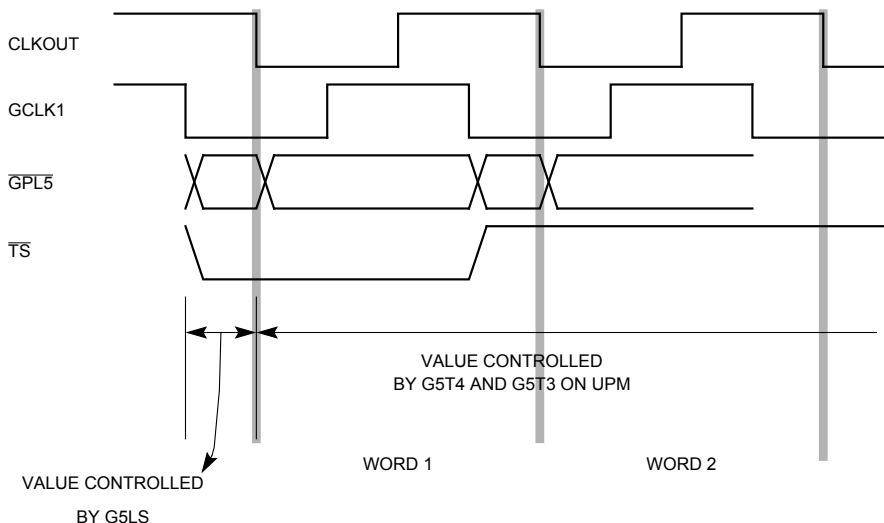 CLKOUT
GCLK1
GPL5
TS
VALUE CONTROLLED
BY G5T4 AND G5T3 ON UPM
WORD 1
WORD 2
VALUE CONTROLLED
BY G5LS